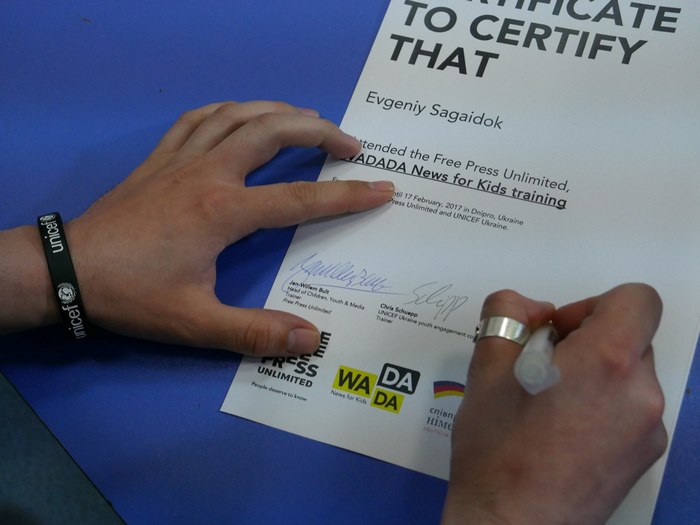 TO CERTIFY
THAT
Evgeniy Sagaidok
attended the Free Press Unlimited,
WADADA News for Kids training
until 17 February, 2017 in Dnipro, Ukraine
Press Unlimited and UNICEF Ukraine.
Jan-Willem Bult
Head of Children, Youth & Media
Trainer
Free Press Unlimited
Chris Schuepp
UNICEF Ukraine youth engagement
Trainer
PRESS
UNLIMITED
People deserve to know
WA DA
DA
News for Kids
unicef
unicef